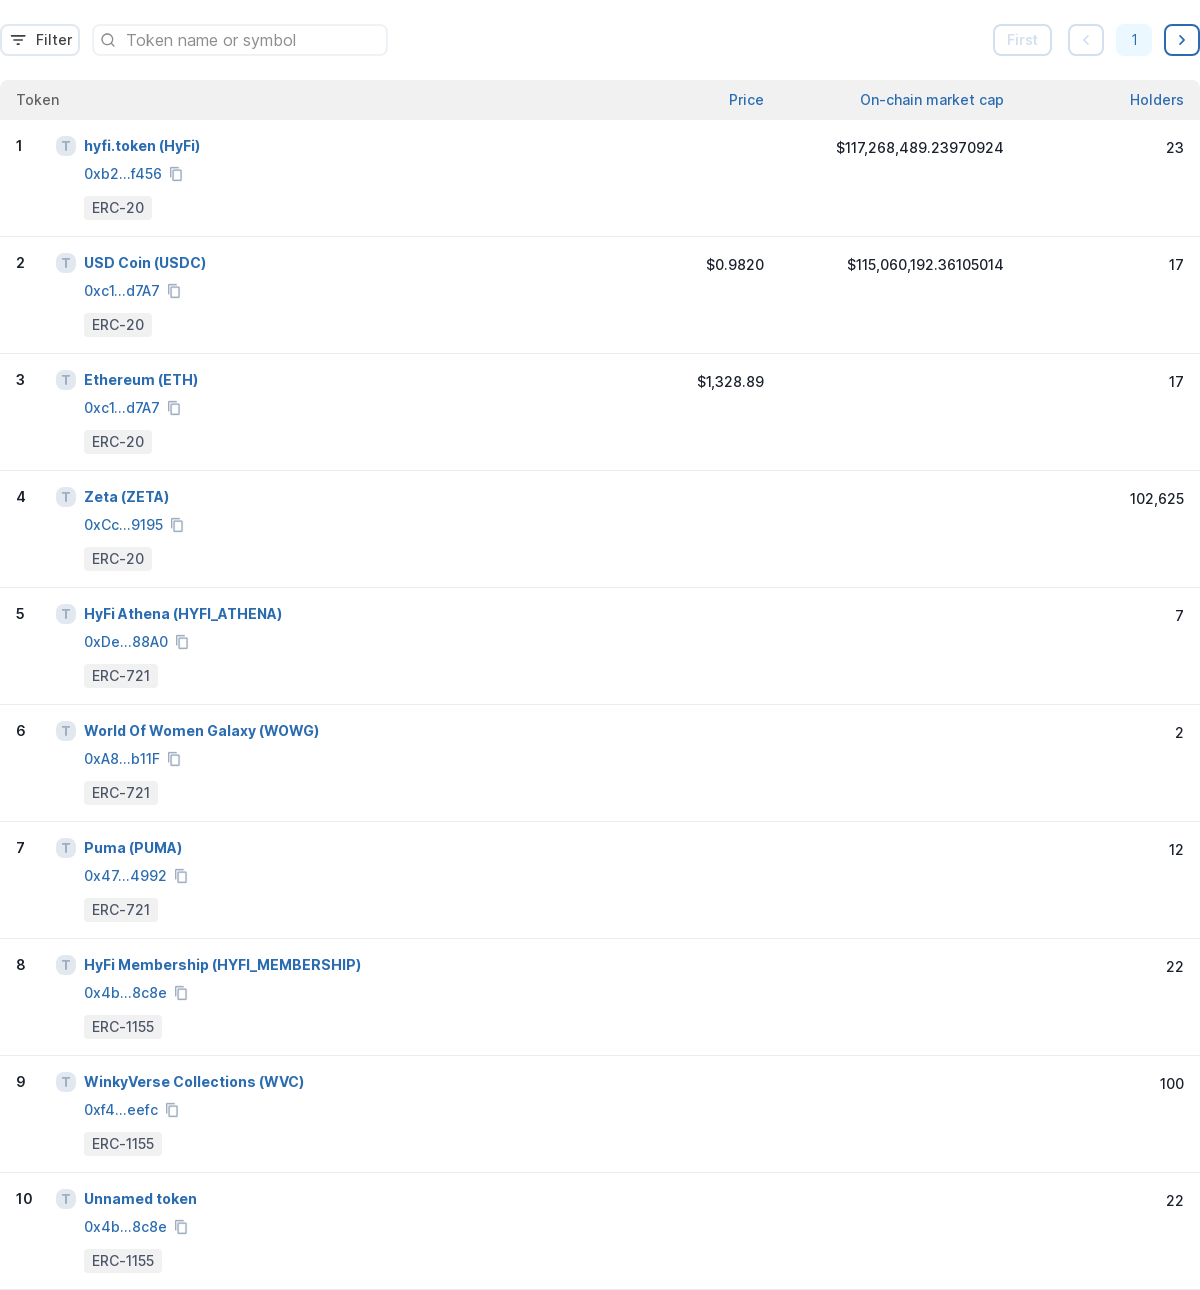 Filter
Token name or symbol
First
1
Token Price On-chain market cap Holders
1 T hyfi.token (HyFi) $117,268,489.23970924 23
0xb2...f456
ERC-20
2 T USD Coin (USDC) $0.9820 $115,060,192.36105014 17
0xc1...d7A7
ERC-20
3 T Ethereum (ETH) $1,328.89 17
0xc1...d7A7
ERC-20
4 T Zeta (ZETA) 102,625
0xCc...9195
ERC-20
5 T HyFi Athena (HYFI_ATHENA) 7
0xDe...88A0
ERC-721
6 T World Of Women Galaxy (WOWG) 2
0xA8...b11F
ERC-721
7 T Puma (PUMA) 12
0x47...4992
ERC-721
8 T HyFi Membership (HYFI_MEMBERSHIP) 22
0x4b...8c8e
ERC-1155
9 T WinkyVerse Collections (WVC) 100
0xf4...eefc
ERC-1155
10 T Unnamed token 22
0x4b...8c8e
ERC-1155